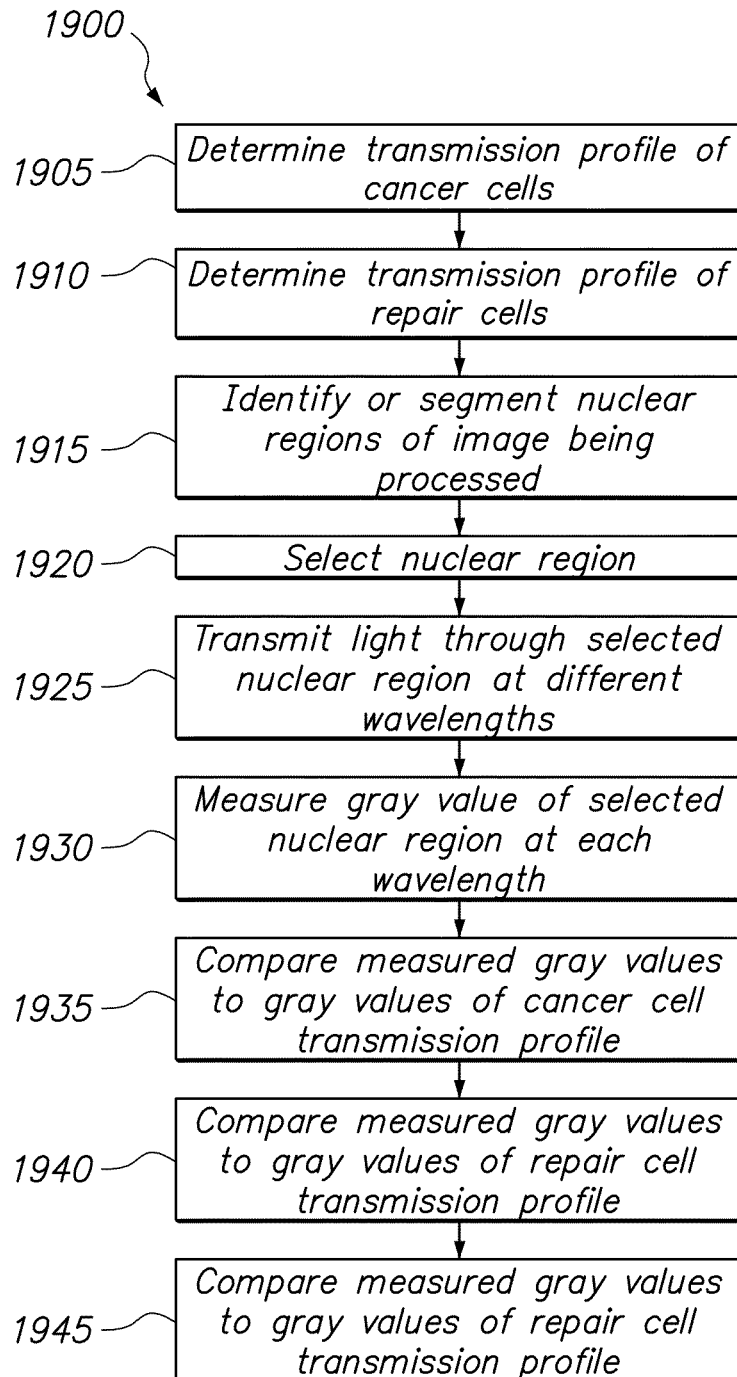 1900
1905
Determine transmission profile of
cancer cells
1910
Determine transmission profile of
repair cells
1915
Identify or segment nuclear
regions of image being
processed
1920
Select nuclear region
1925
Transmit light through selected
nuclear region at different
wavelengths
1930
Measure gray value of selected
nuclear region at each
wavelength
1935
Compare measured gray values
to gray values of cancer cell
transmission profile
1940
Compare measured gray values
to gray values of repair cell
transmission profile
1945
Compare measured gray values
to gray values of repair cell
transmission profile